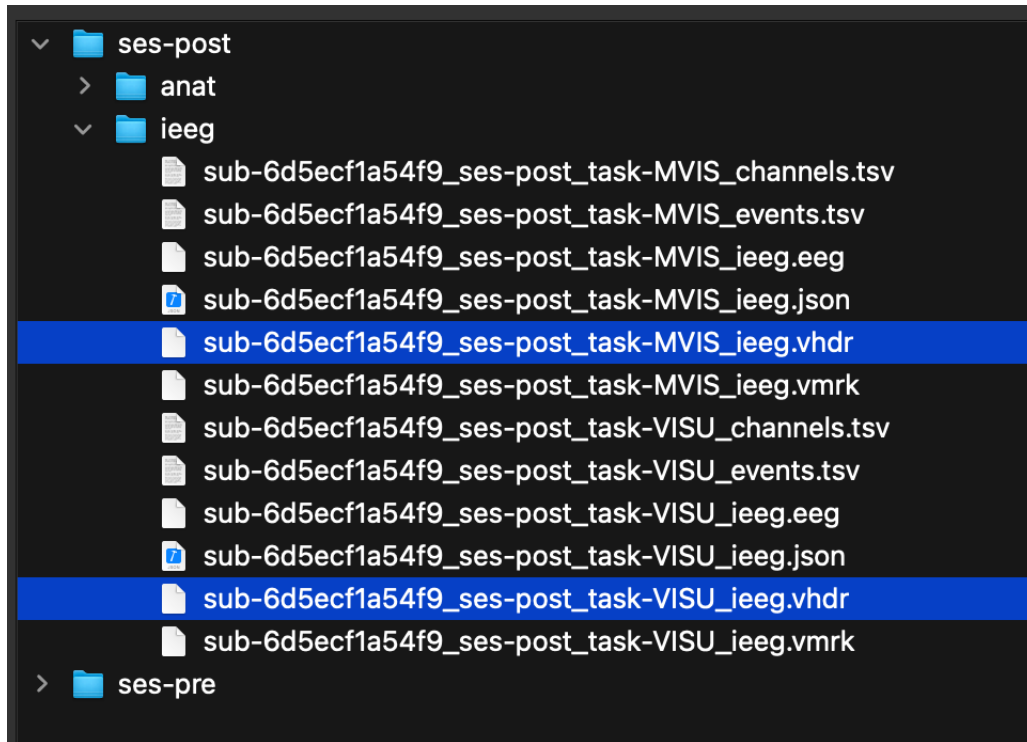 ses-post
anat
ieeg
sub-6d5ecf1a54f9_ses-post_task-MVIS_channels.tsv
sub-6d5ecf1a54f9_ses-post_task-MVIS_events.tsv
sub-6d5ecf1a54f9_ses-post_task-MVIS_ieeg.eeg
sub-6d5ecf1a54f9_ses-post_task-MVIS_ieeg.json
sub-6d5ecf1a54f9_ses-post_task-MVIS_ieeg.vhdr
sub-6d5ecf1a54f9_ses-post_task-MVIS_ieeg.vmrk
sub-6d5ecf1a54f9_ses-post_task-VISU_channels.tsv
sub-6d5ecf1a54f9_ses-post_task-VISU_events.tsv
sub-6d5ecf1a54f9_ses-post_task-VISU_ieeg.eeg
sub-6d5ecf1a54f9_ses-post_task-VISU_ieeg.json
sub-6d5ecf1a54f9_ses-post_task-VISU_ieeg.vhdr
sub-6d5ecf1a54f9_ses-post_task-VISU_ieeg.vmrk
ses-pre